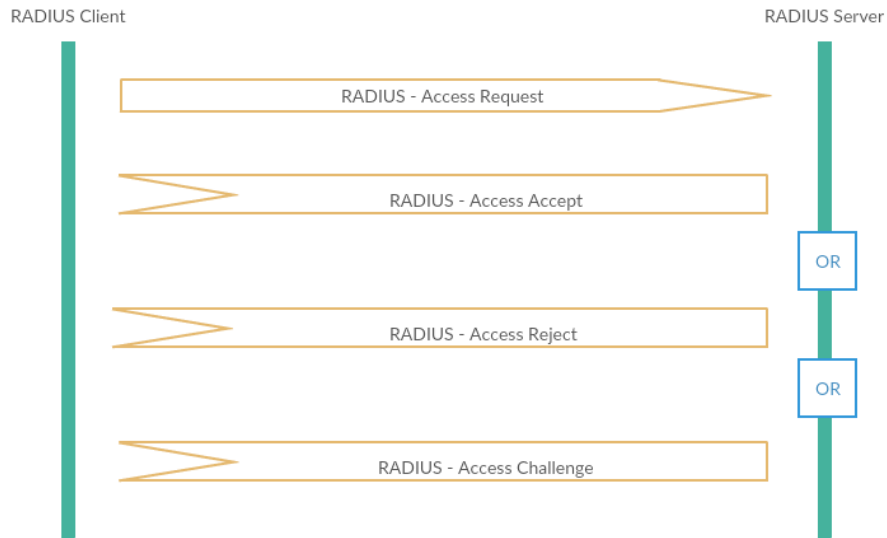 RADIUS Client
RADIUS Server
RADIUS - Access Request
RADIUS - Access Accept
OR
RADIUS - Access Reject
OR
RADIUS - Access Challenge